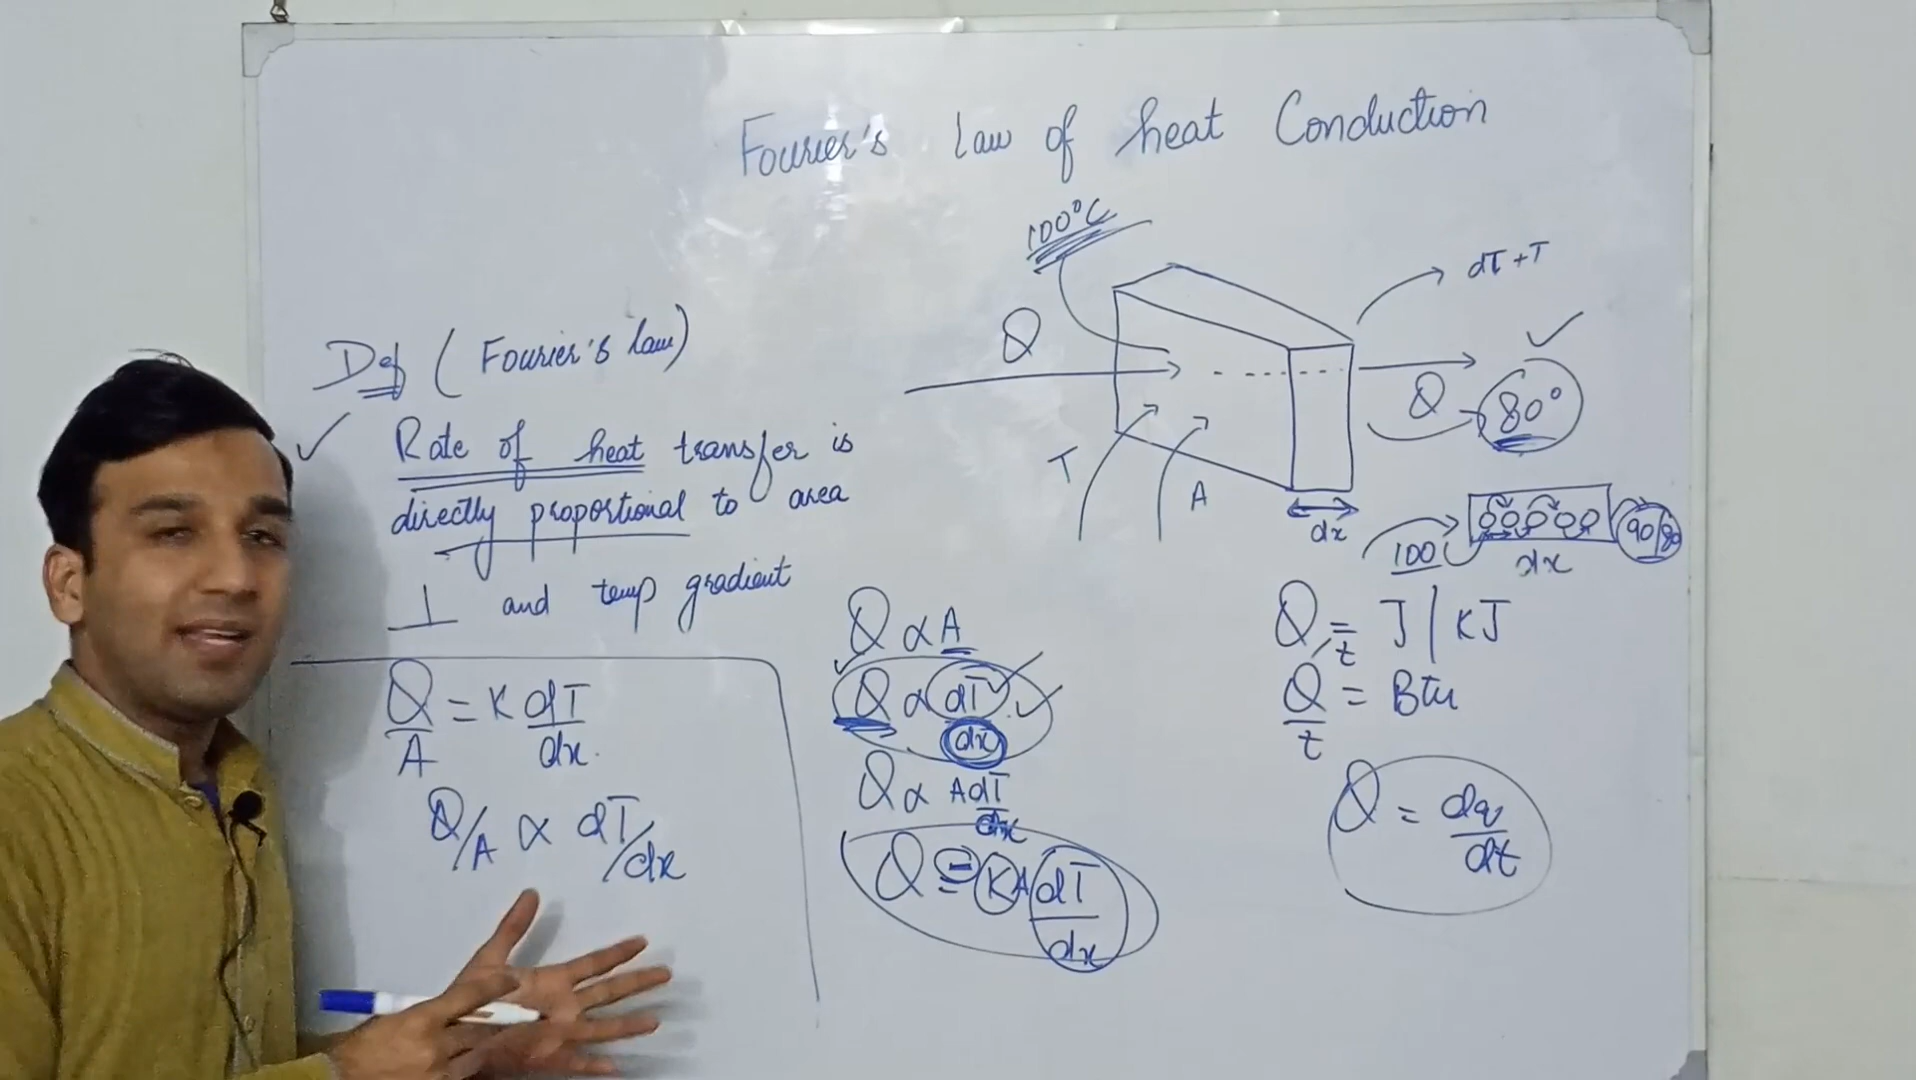 Fourier's law of heat Conduction
100°C
dT + T
Q
Q
80°
T
A
dx
100
90/80
dx
Def (Fourier's law)
Rate of heat transfer is
directly proportional to area
⊥ and temp gradient
Q/A = K dT/dx.
Q/A ∝ dT/dx
Q ∝ A
Q ∝ dT/dx
Q ∝ A dT/dx
Q = K A dT/dx
Q/t = J | KJ
Q/t = Btu
Q = dq/dt